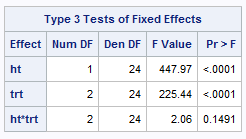 Type 3 Tests of Fixed Effects
Effect Num DF Den DF F Value Pr > F
ht 1 24 447.97 <.0001
trt 2 24 225.44 <.0001
ht*trt 2 24 2.06 0.1491